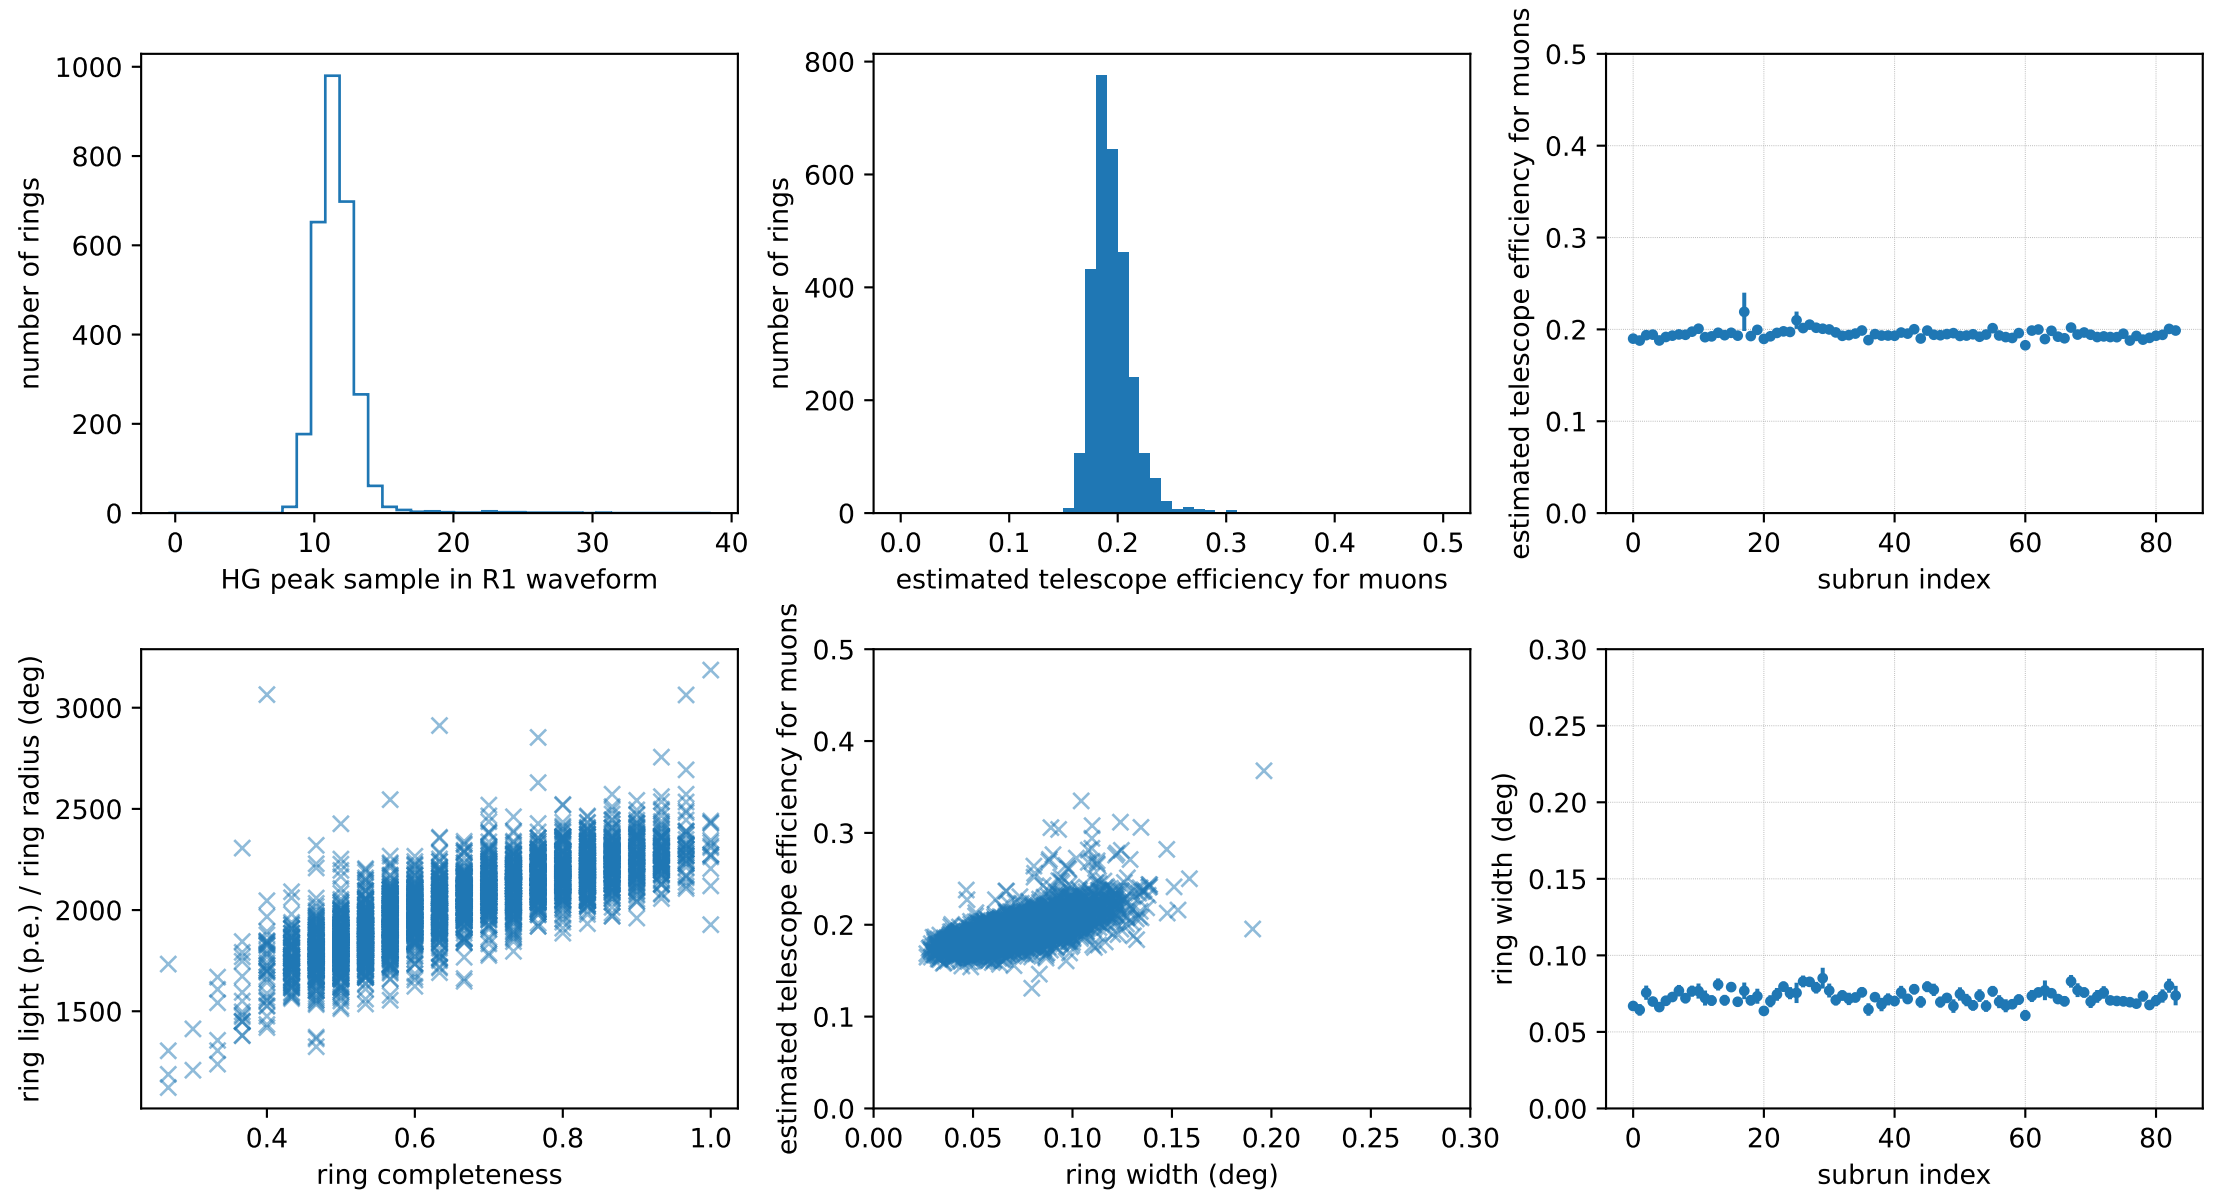 number of rings
1000
800
600
400
200
0
0 10 20 30 40
HG peak sample in R1 waveform
number of rings
800
600
400
200
0
0.0 0.1 0.2 0.3 0.4 0.5
estimated telescope efficiency for muons
estimated telescope efficiency for muons
0.5
0.4
0.3
0.2
0.1
0.0
0 20 40 60 80
subrun index
ring light (p.e.) / ring radius (deg)
3000
2500
2000
1500
0.4 0.6 0.8 1.0
ring completeness
estimated telescope efficiency for muons
0.5
0.4
0.3
0.2
0.1
0.0
0.00 0.05 0.10 0.15 0.20 0.25 0.30
ring width (deg)
ring width (deg)
0.30
0.25
0.20
0.15
0.10
0.05
0.00
0 20 40 60 80
subrun index